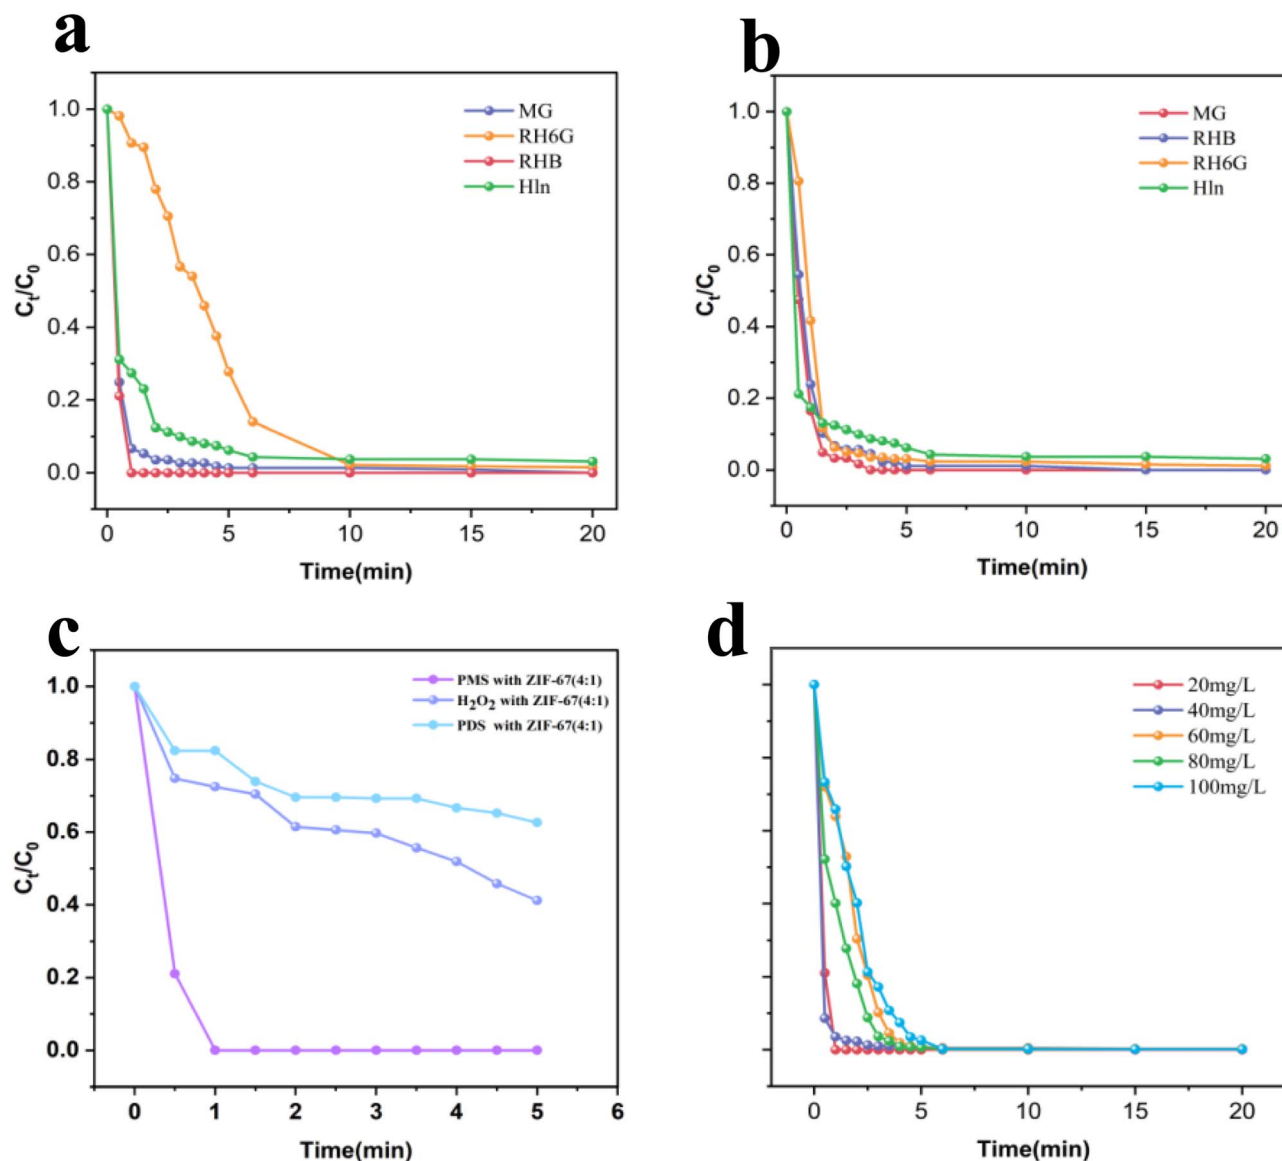 a
1.0
0.8
0.6
0.4
0.2
0.0
Ct/C0
MG
RH6G
RHB
Hln
0 5 10 15 20
Time(min)
b
1.0
0.8
0.6
0.4
0.2
0.0
Ct/C0
MG
RHB
RH6G
Hln
0 5 10 15 20
Time(min)
c
1.0
0.8
0.6
0.4
0.2
0.0
Ct/C0
PMS with ZIF-67(4:1)
H2O2 with ZIF-67(4:1)
PDS with ZIF-67(4:1)
0 1 2 3 4 5 6
Time(min)
d
20mg/L
40mg/L
60mg/L
80mg/L
100mg/L
0 5 10 15 20
Time(min)